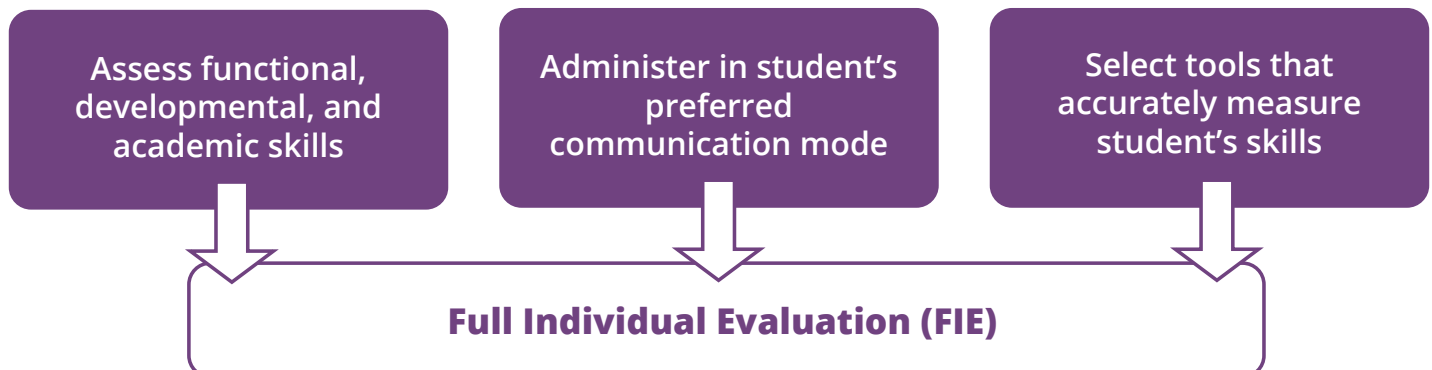 Assess functional,
developmental, and
academic skills
Administer in student’s
preferred
communication mode
Select tools that
accurately measure
student’s skills
Full Individual Evaluation (FIE)